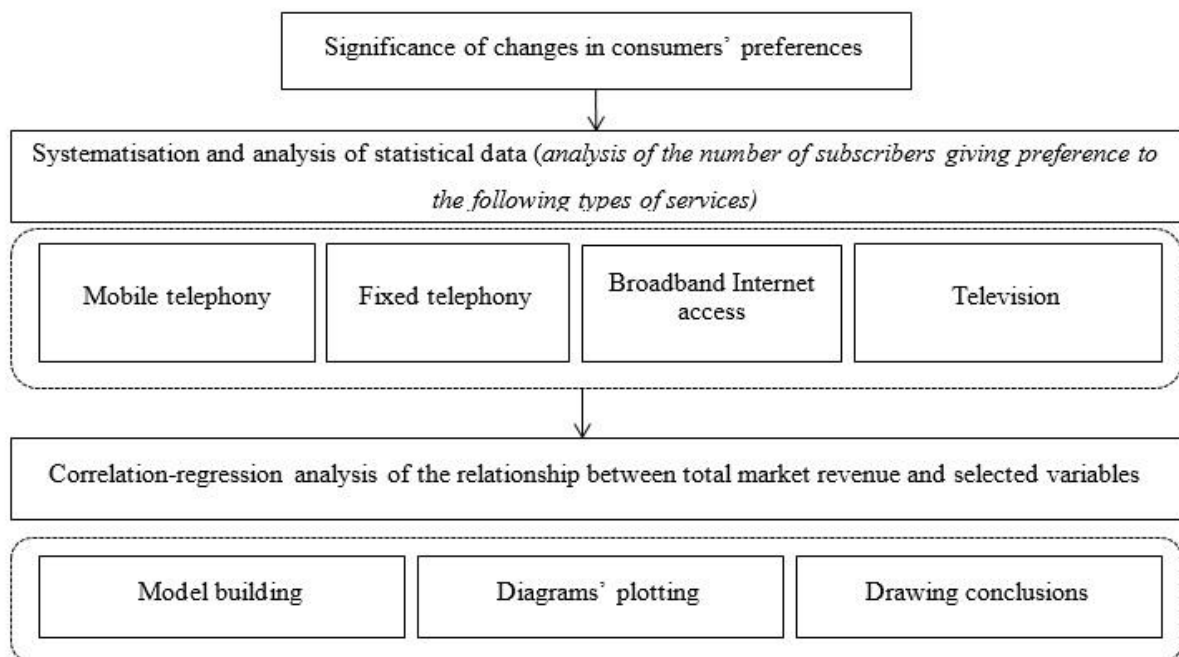 Significance of changes in consumers’ preferences
Systematisation and analysis of statistical data (analysis of the number of subscribers giving preference to
the following types of services)
Mobile telephony
Fixed telephony
Broadband Internet
access
Television
Correlation-regression analysis of the relationship between total market revenue and selected variables
Model building
Diagrams’ plotting
Drawing conclusions